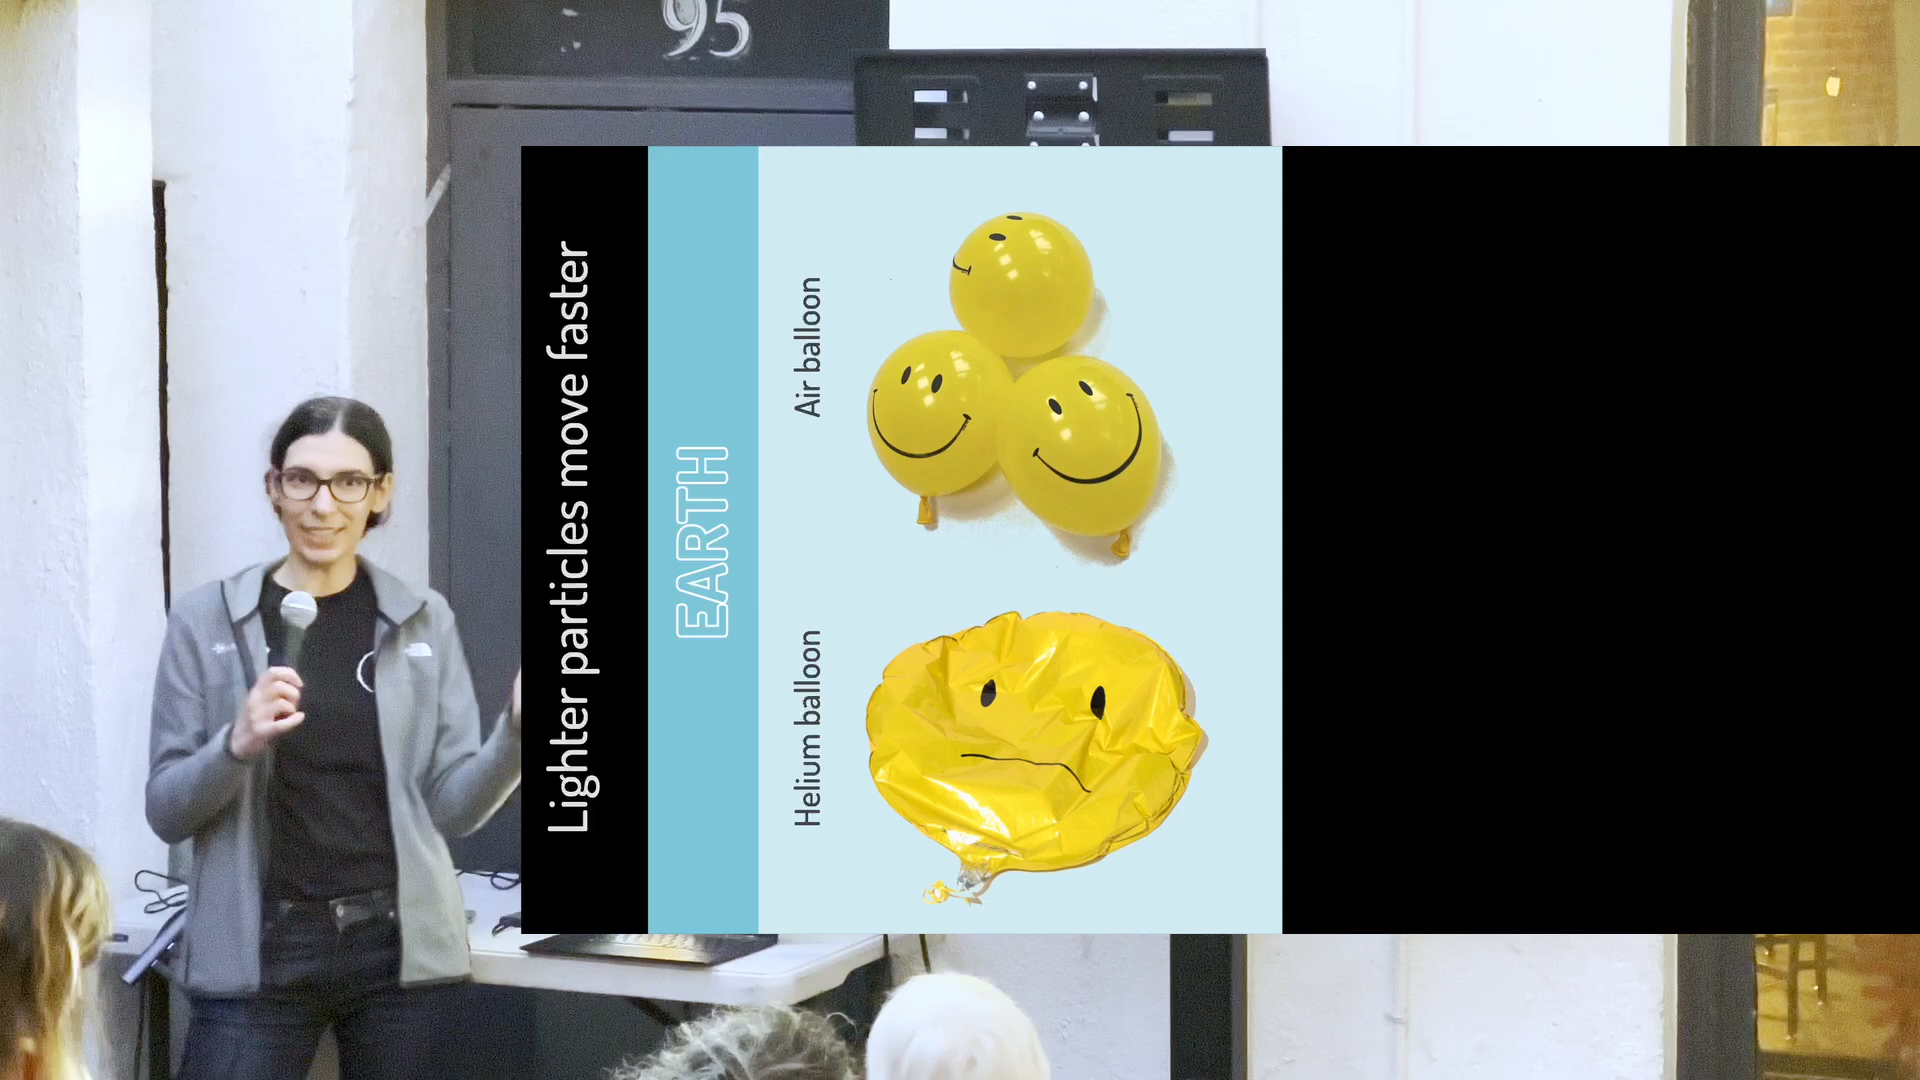 95
Lighter particles move faster
EARTH
Helium balloon
Air balloon